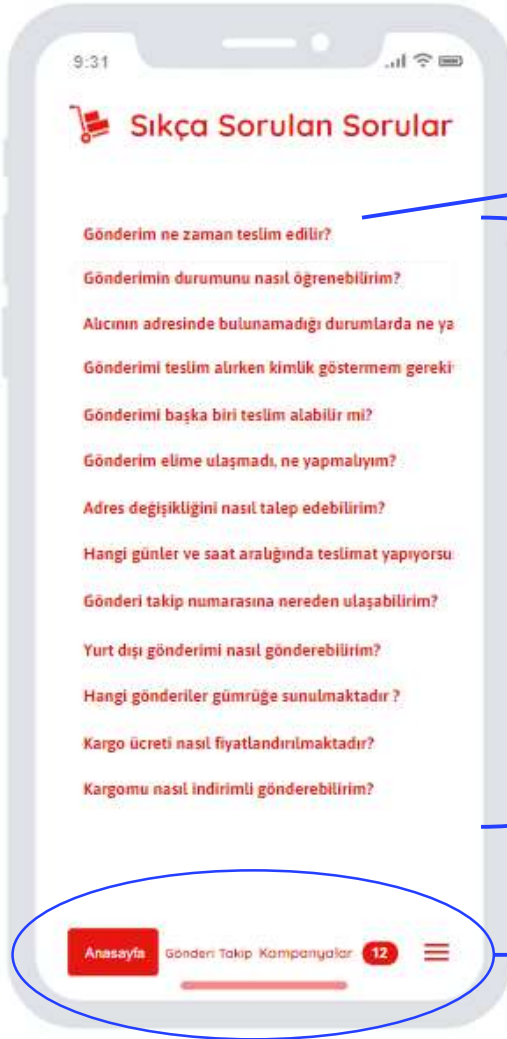 9:31
Sıkça Sorulan Sorular
Gönderim ne zaman teslim edilir?
Gönderimin durumunu nasıl öğrenebilirim?
Alıcının adresinde bulunamadığı durumlarda ne ya
Gönderimi teslim alırken kimlik göstermem gereki
Gönderimi başka biri teslim alabilir mi?
Gönderim elime ulaşmadı, ne yapmalıyım?
Adres değişikliğini nasıl talep edebilirim?
Hangi günler ve saat aralığında teslimat yapıyorsu
Gönderi takip numarasına nereden ulaşabilirim?
Yurt dışı gönderimi nasıl gönderebilirim?
Hangi gönderiler gümrüğe sunulmaktadır ?
Kargo ücreti nasıl fiyatlandırılmaktadır?
Kargomu nasıl indirimli gönderebilirim?
Anasayfa Gönderi Takip Kampanyalar 12